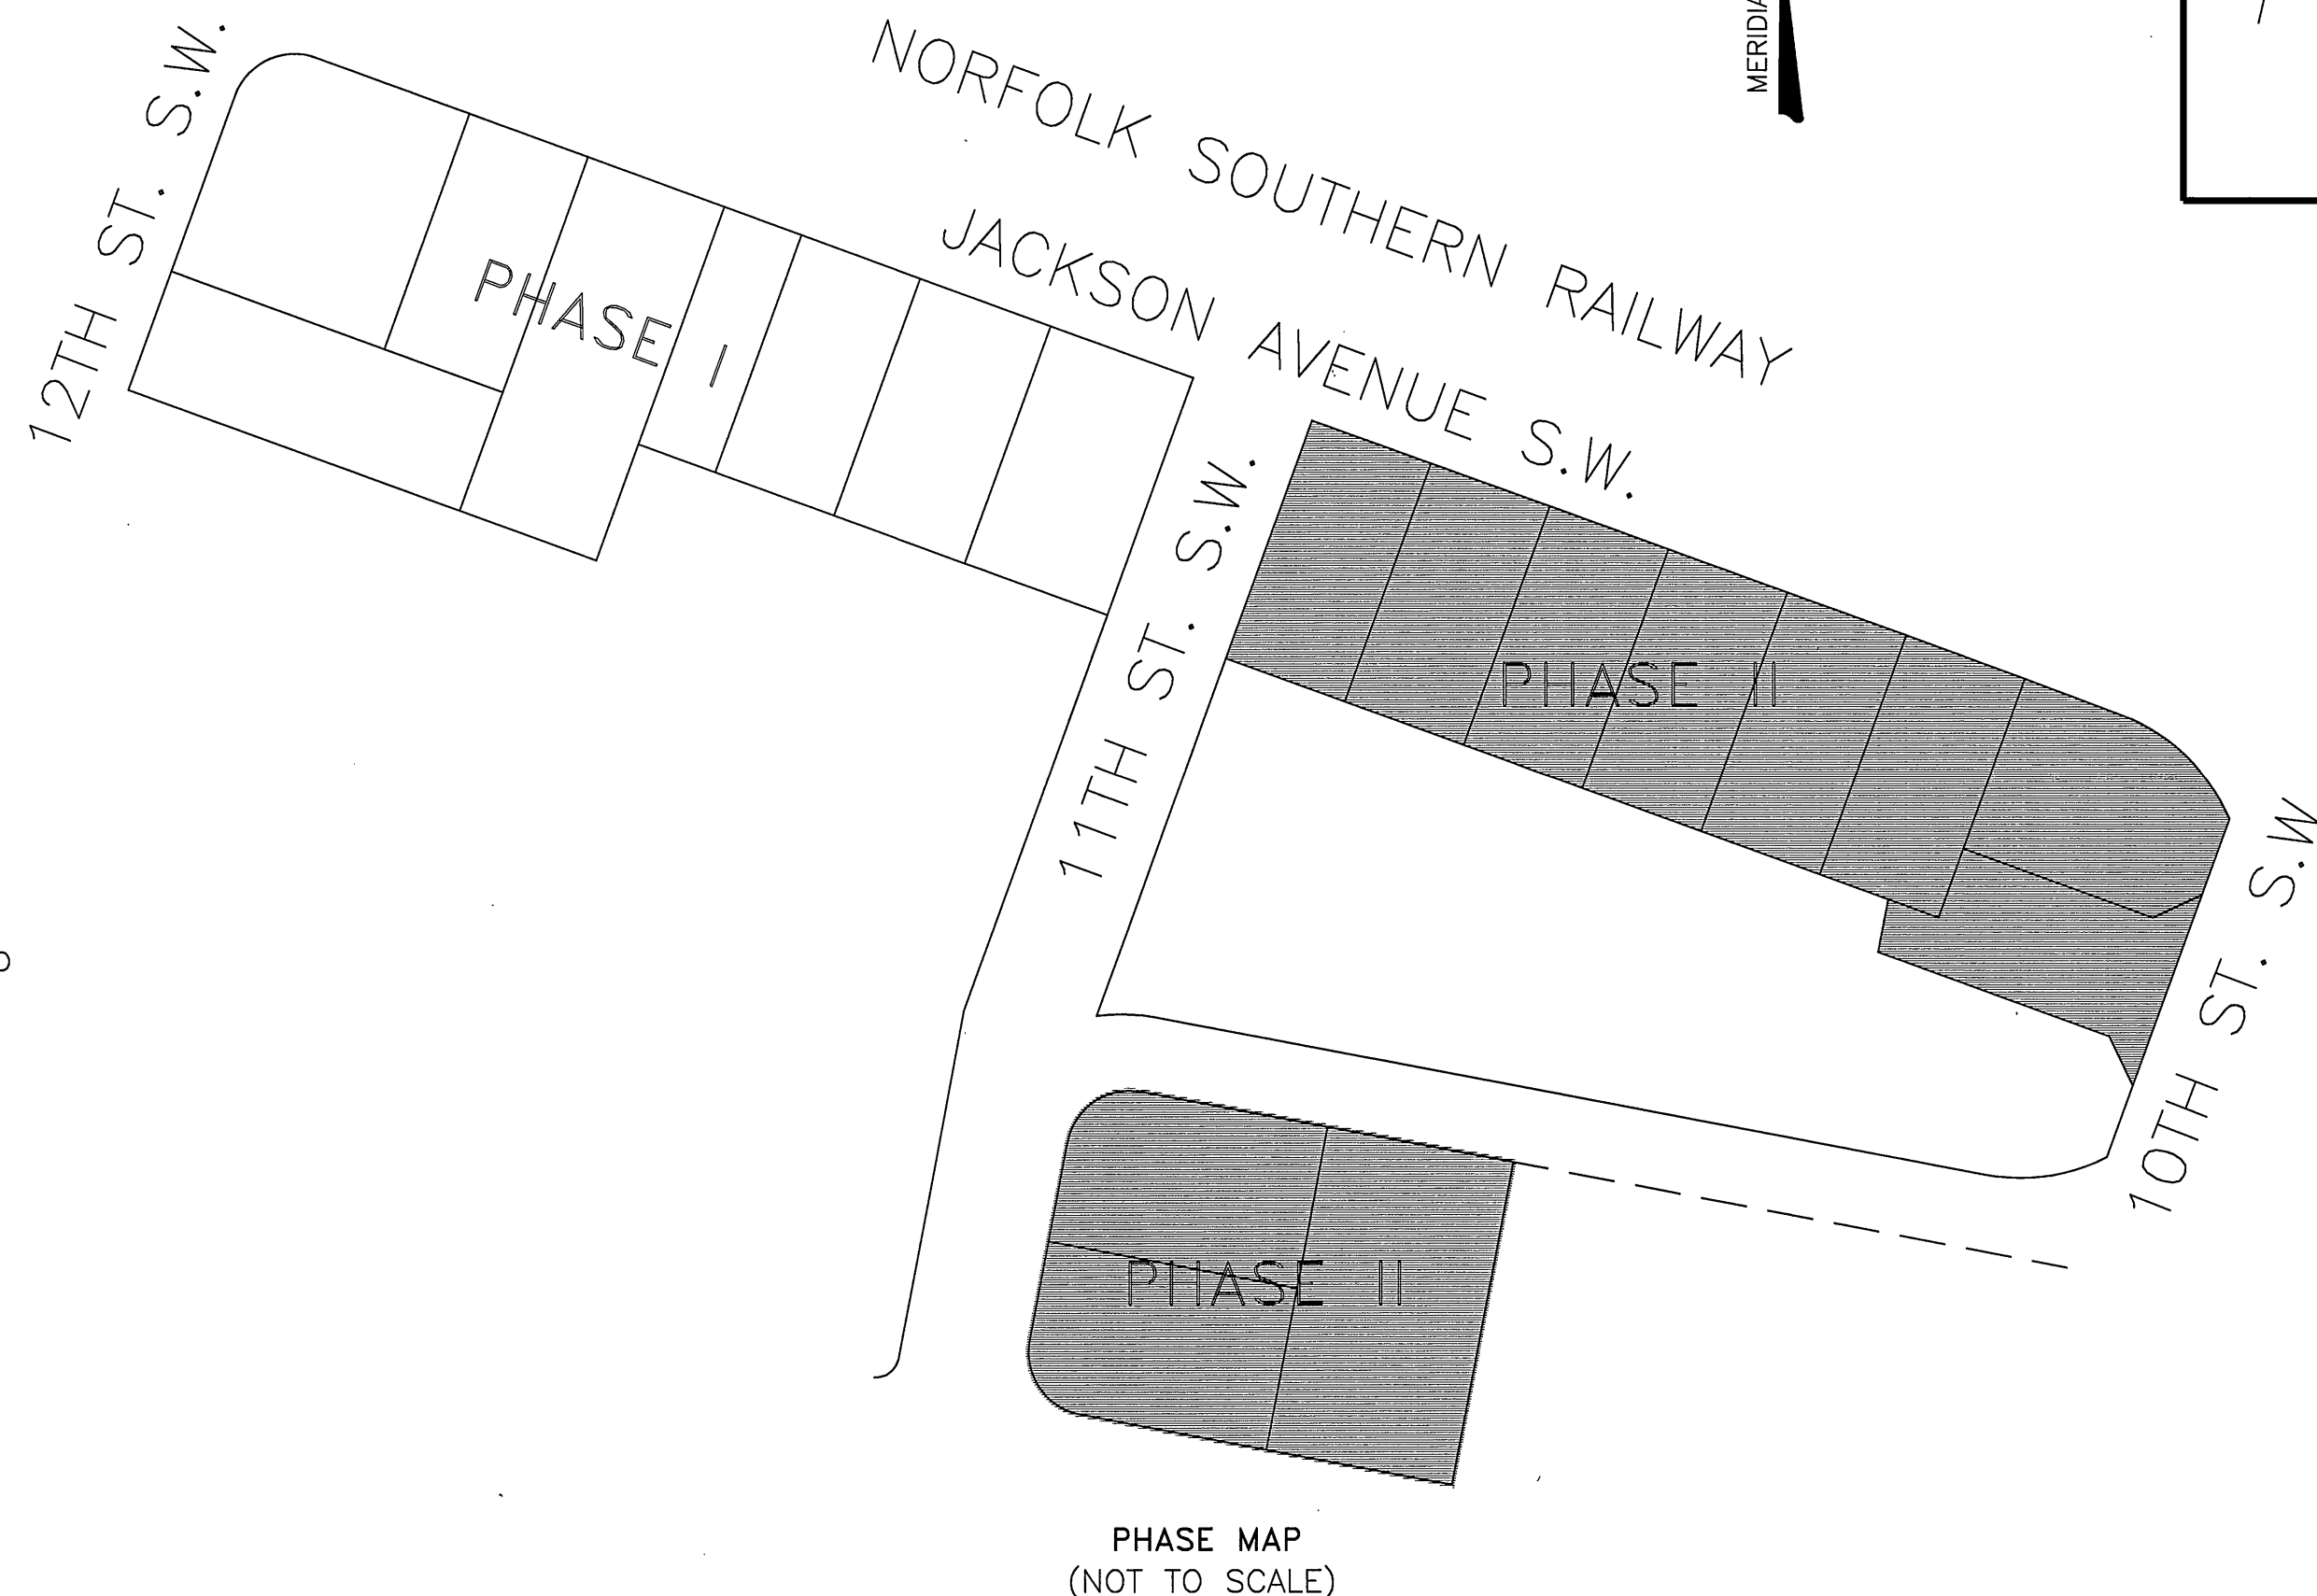 NORFOLK SOUTHERN RAILWAY
12TH ST. S.W.
JACKSON AVENUE S.W.
PHASE I
11TH ST. S.W.
PHASE II
10TH ST. S.W
PHASE II
PHASE MAP
(NOT TO SCALE)